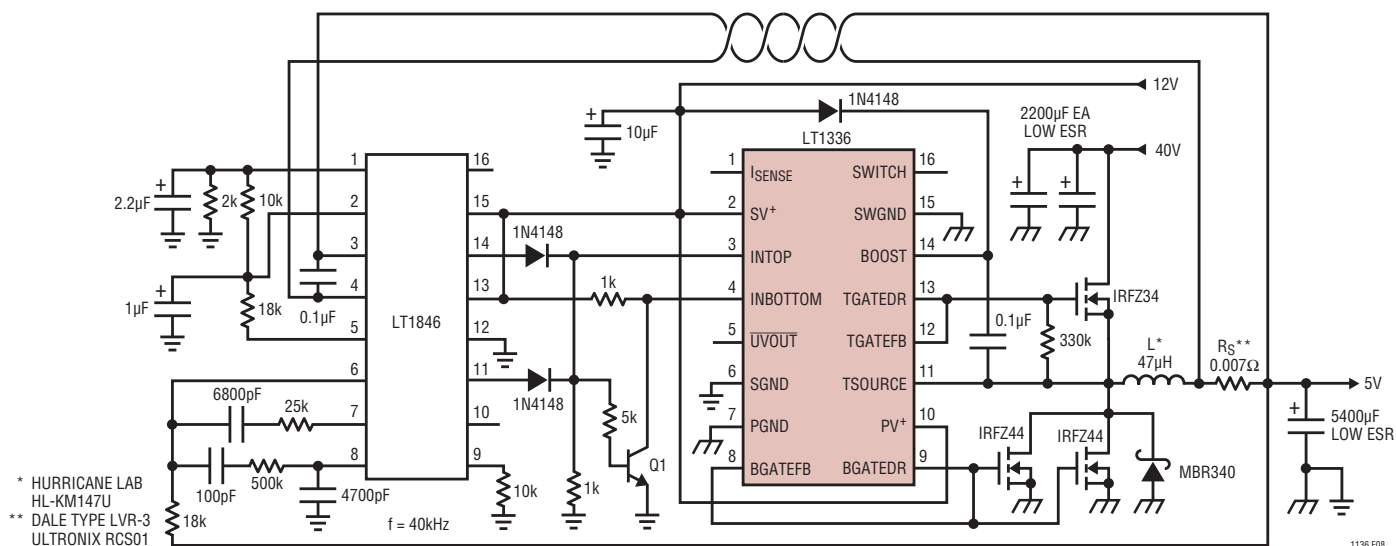 12V
1N4148
+
10µF
LT1336
2200µF EA
LOW ESR
40V
+
+
1
16
2
15
3
14
4
13
5
12
6
11
7
10
8
9
LT1846
+
2.2µF
2k
10k
+
1µF
18k
0.1µF
6800pF
25k
100pF
500k
4700pF
18k
1N4148
1k
1N4148
5k
Q1
1k
10k
f = 40kHz
1
ISENSE
SWITCH
16
2
SV+
SWGND
15
3
INTOP
BOOST
14
4
INBOTTOM
TGATEDR
13
5
UVOUT
TGATEFB
12
6
SGND
TSOURCE
11
7
PGND
PV+
10
8
BGATEFB
BGATEDR
9
0.1µF
330k
IRFZ34
L*
47µH
RS**
0.007Ω
5V
+
5400µF
LOW ESR
IRFZ44
IRFZ44
MBR340
* HURRICANE LAB
HL-KM147U
** DALE TYPE LVR-3
ULTRONIX RCS01
1136 F08